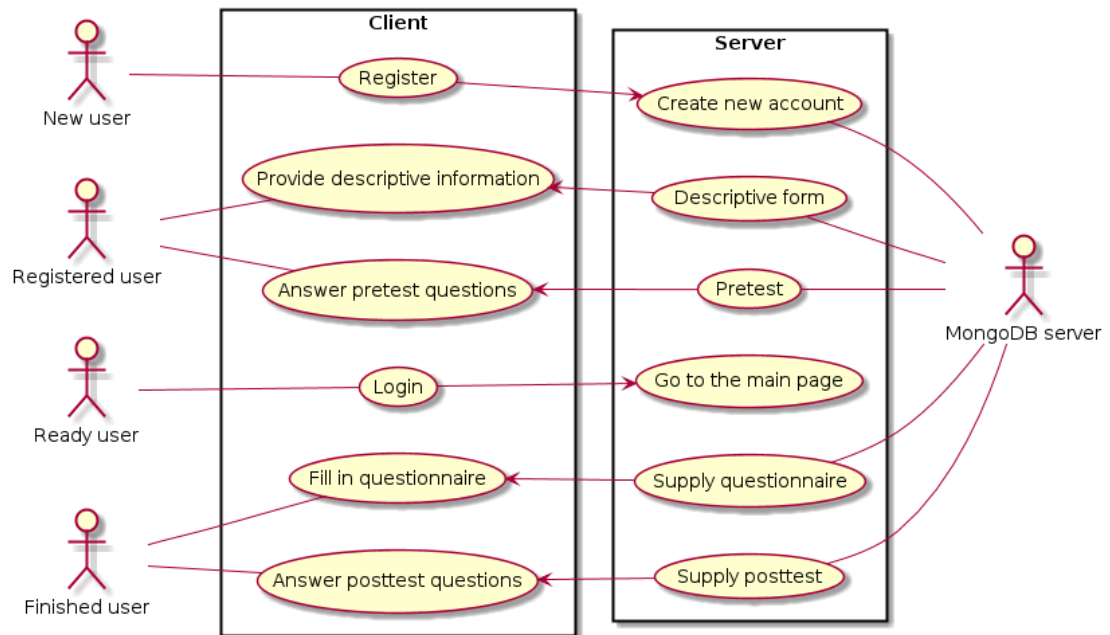 Client
Server
New user
Register
Create new account
Registered user
Provide descriptive information
Descriptive form
Answer pretest questions
Pretest
MongoDB server
Ready user
Login
Go to the main page
Finished user
Fill in questionnaire
Supply questionnaire
Answer posttest questions
Supply posttest